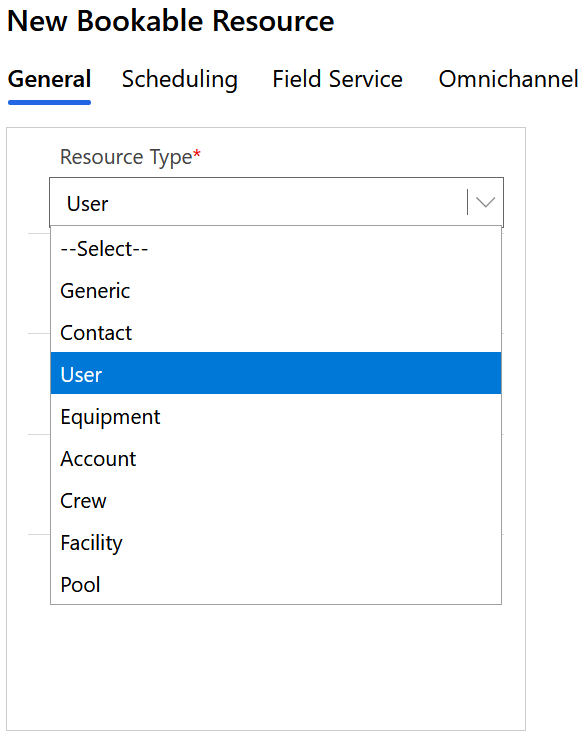 New Bookable Resource
General Scheduling Field Service Omnichannel
Resource Type*
User
--Select--
Generic
Contact
User
Equipment
Account
Crew
Facility
Pool